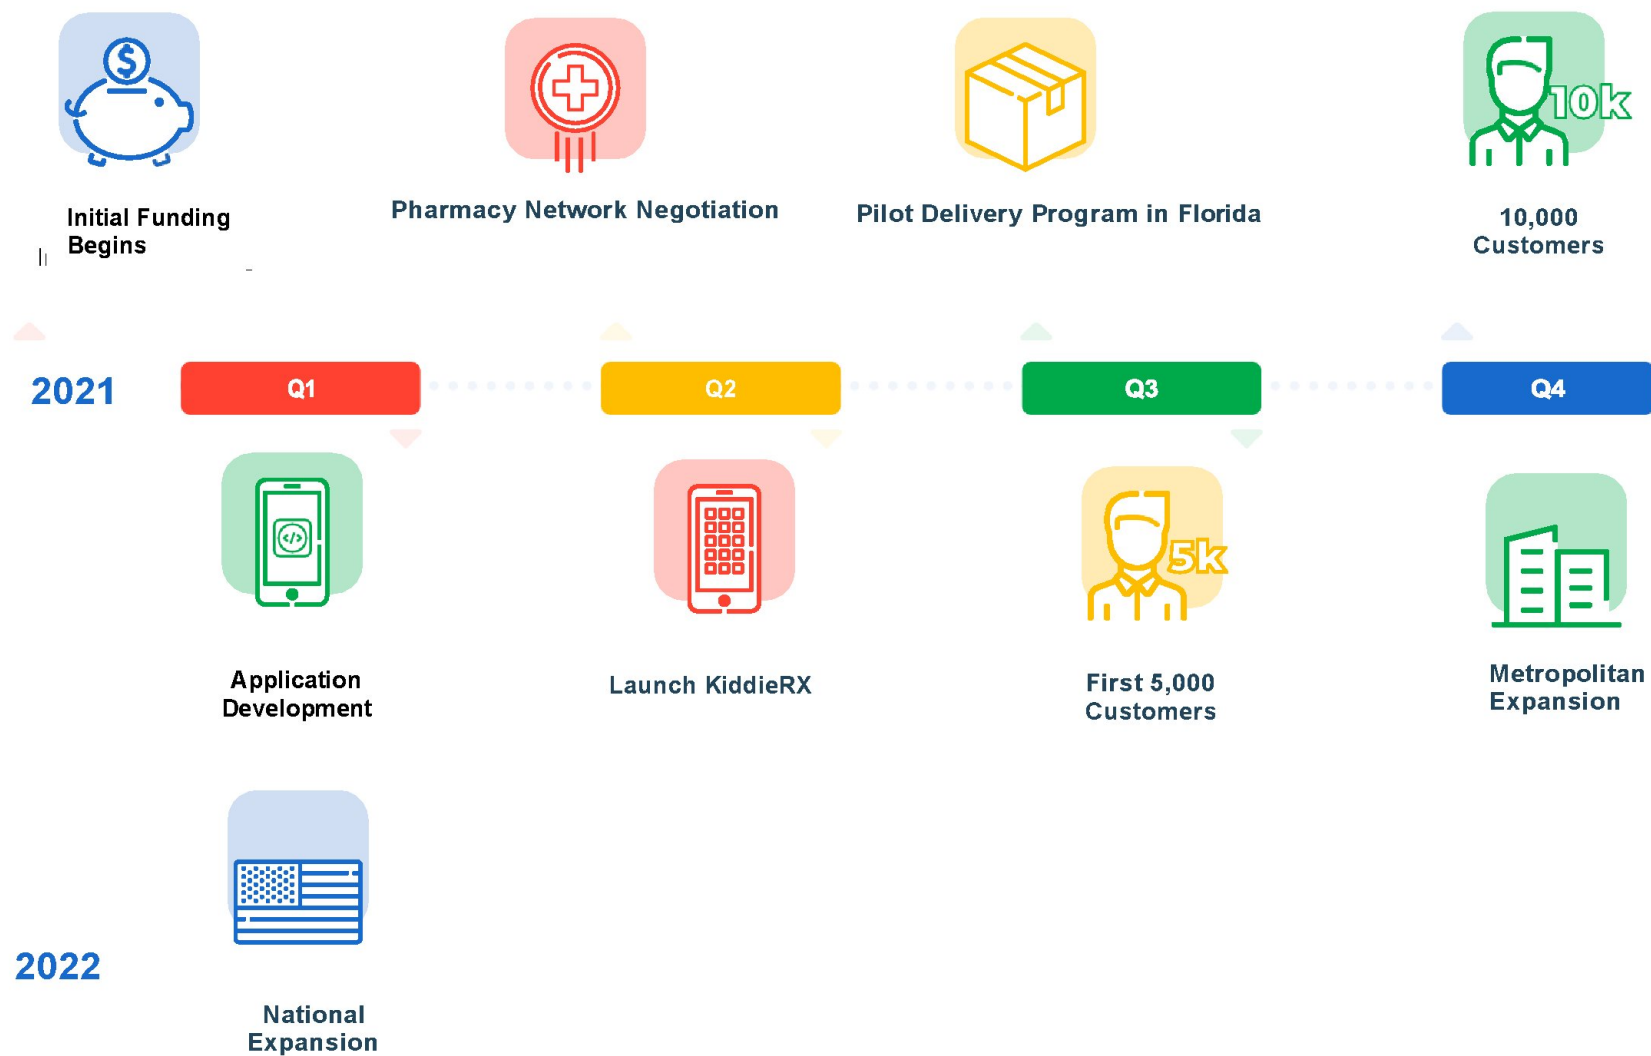 $
10k
Initial Funding
Begins
Pharmacy Network Negotiation
Pilot Delivery Program in Florida
10,000
Customers
2021
Q1
Q2
Q3
Q4
</>
5k
Application
Development
Launch KiddieRX
First 5,000
Customers
Metropolitan
Expansion
2022
National
Expansion